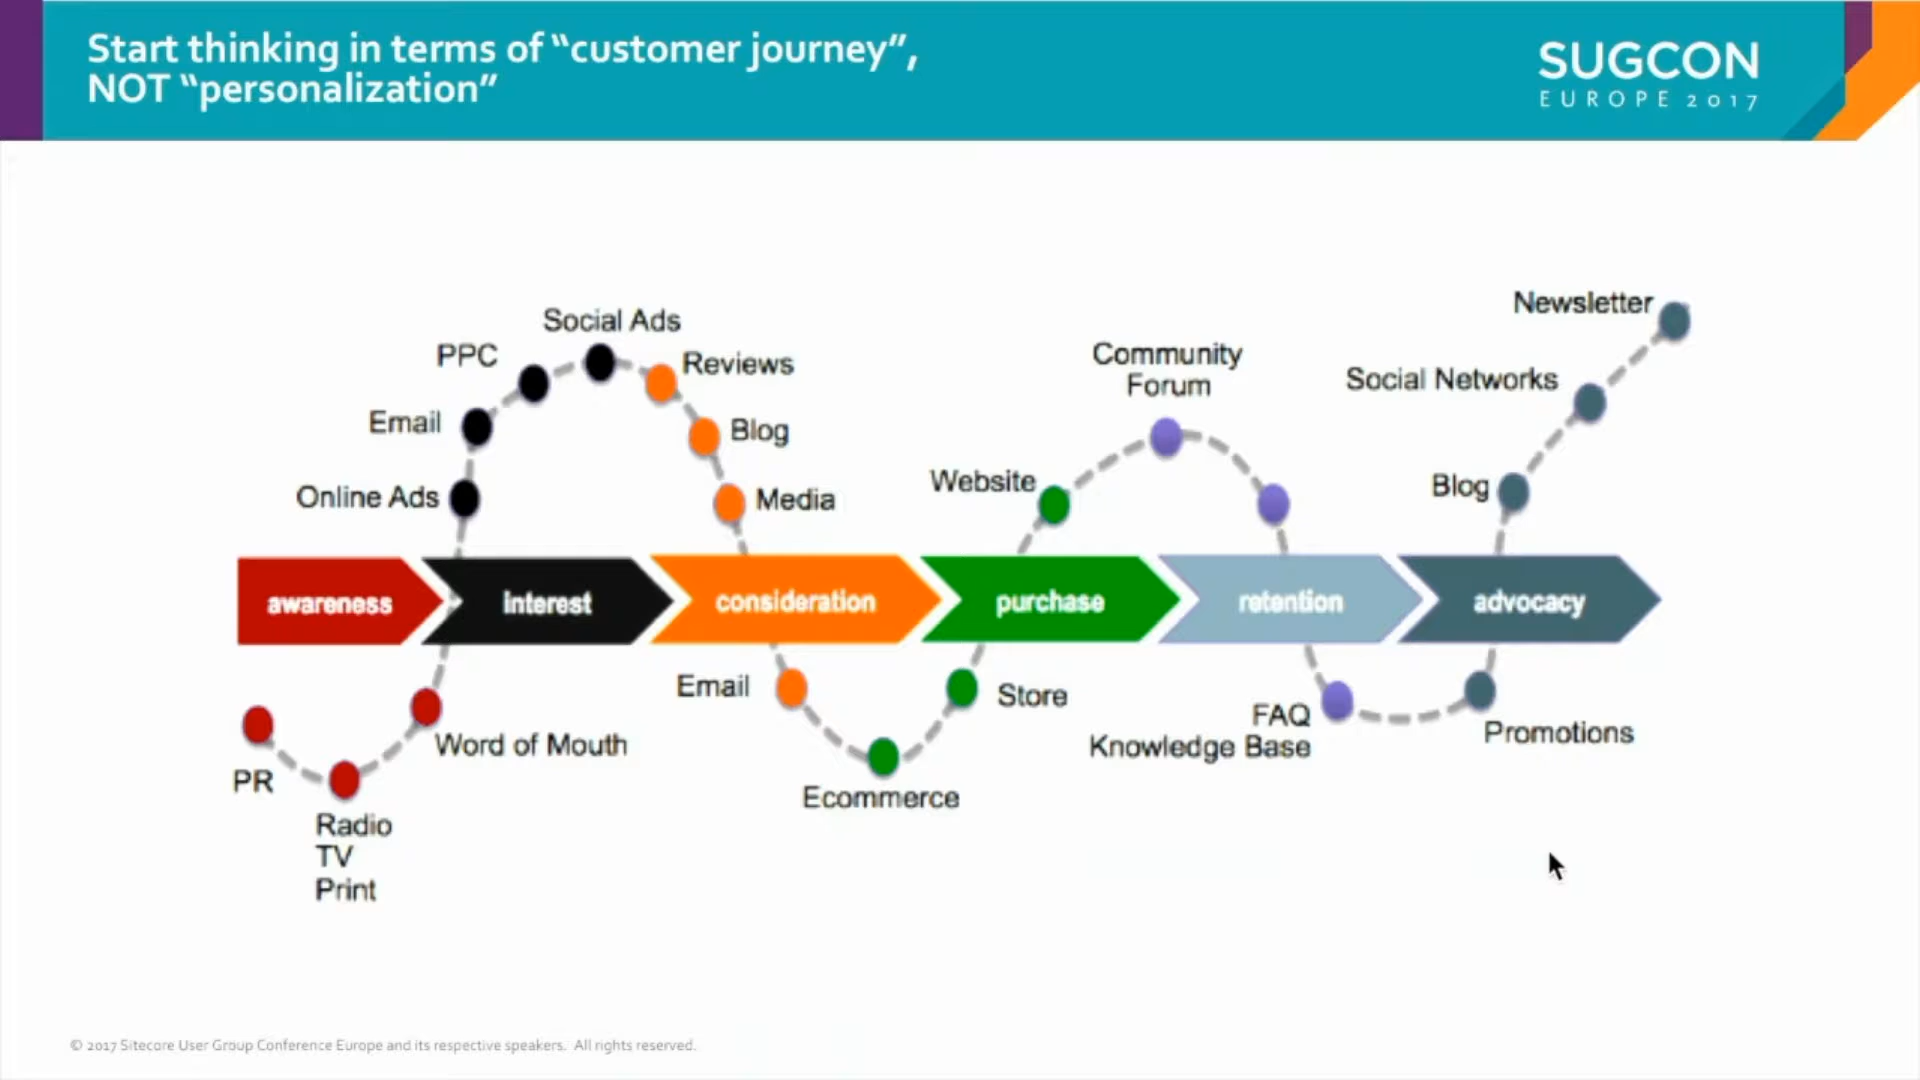 Start thinking in terms of “customer journey”,
NOT “personalization”
SUGCON
EUROPE 2017
Social Ads
PPC
Reviews
Email
Blog
Online Ads
Media
Community
Forum
Website
Newsletter
Social Networks
Blog
awareness
interest
consideration
purchase
retention
advocacy
PR
Radio
TV
Print
Word of Mouth
Email
Ecommerce
Store
FAQ
Knowledge Base
Promotions
© 2017 Sitecore User Group Conference Europe and its respective speakers. All rights reserved.